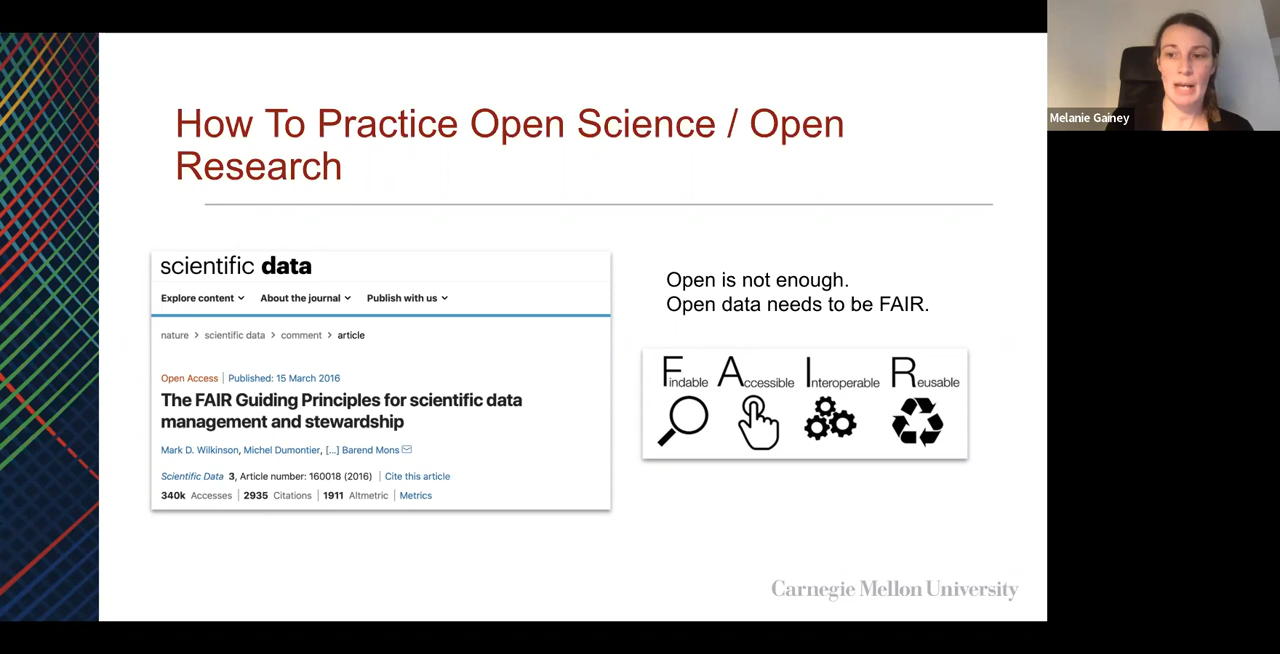 How To Practice Open Science / Open
Research
scientific data
Explore content About the journal Publish with us
nature > scientific data > comment > article
Open Access | Published: 15 March 2016
The FAIR Guiding Principles for scientific data
management and stewardship
Mark D. Wilkinson, Michel Dumontier, [...] Barend Mons
Scientific Data 3, Article number: 160018 (2016) | Cite this article
340k Accesses | 2935 Citations | 1911 Altmetric | Metrics
Open is not enough.
Open data needs to be FAIR.
Findable Accessible Interoperable Reusable
Carnegie Mellon University
Melanie Gainey